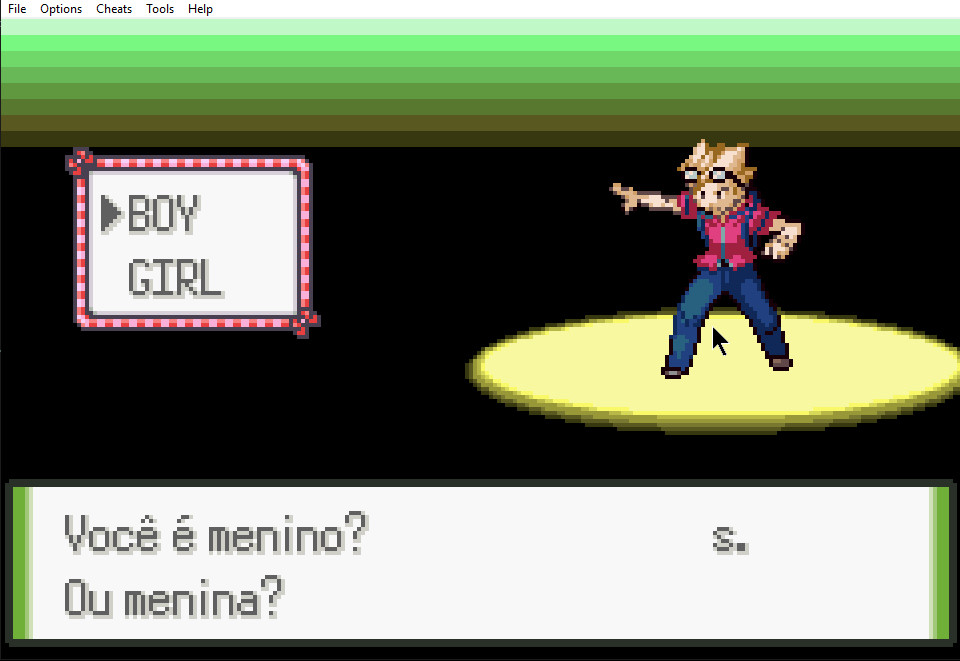 File Options Cheats Tools Help
BOY
GIRL
Você é menino? s.
Ou menina?